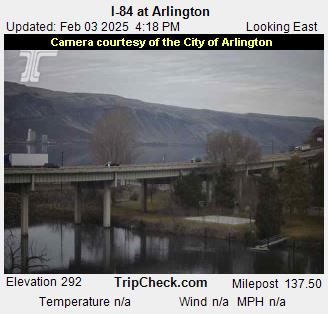 I-84 at Arlington
Updated: Feb 03 2025 4:18 PM Looking East
Camera courtesy of the City of Arlington
Elevation 292 TripCheck.com Milepost 137.50
Temperature n/a Wind n/a MPH n/a